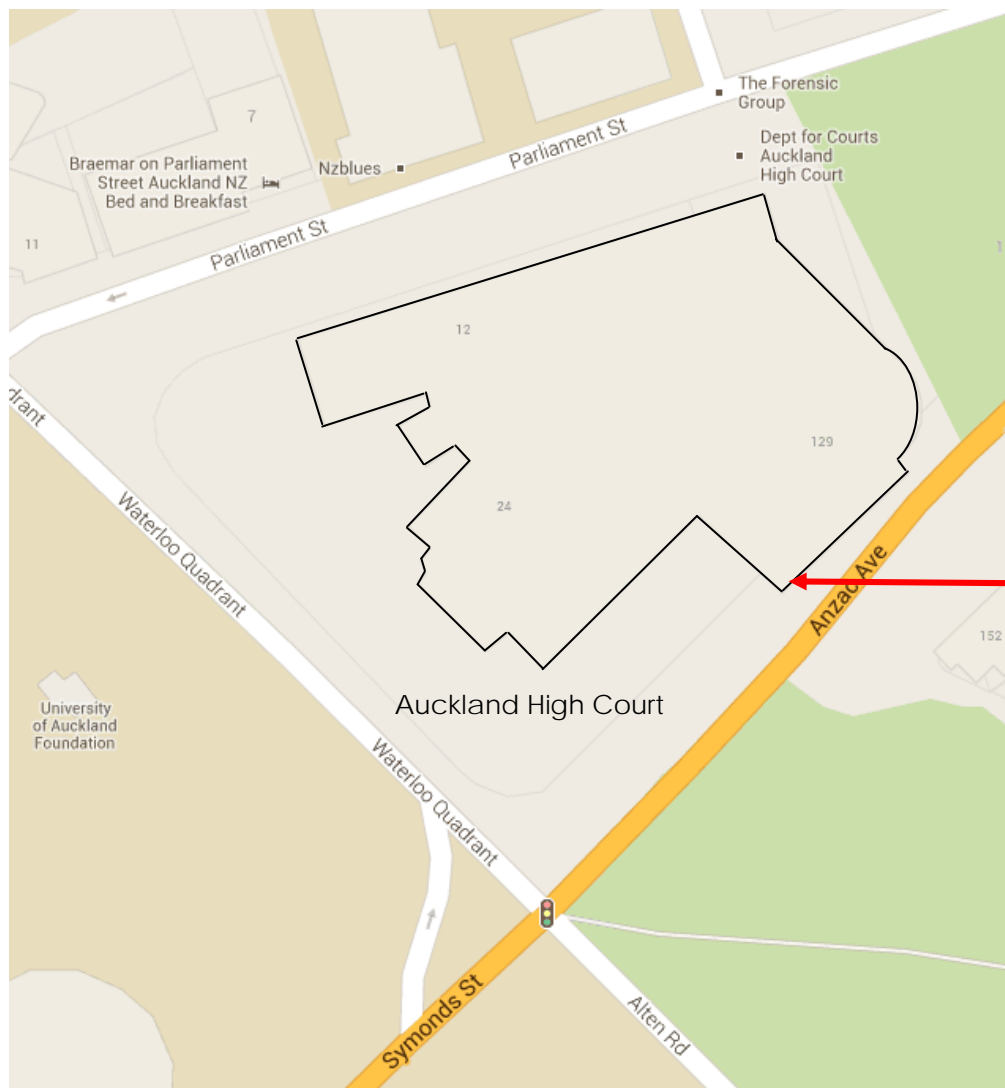 The Forensic
Group
7
Parliament St
Dept for Courts
Auckland
High Court
Braemar on Parliament
Street Auckland NZ
Bed and Breakfast
Nzblues
11
Parliament St
1
12
drant
129
Waterloo Quadrant
24
Anzac Ave
152
Auckland High Court
University
of Auckland
Foundation
Waterloo Quadrant
Symonds St
Alten Rd